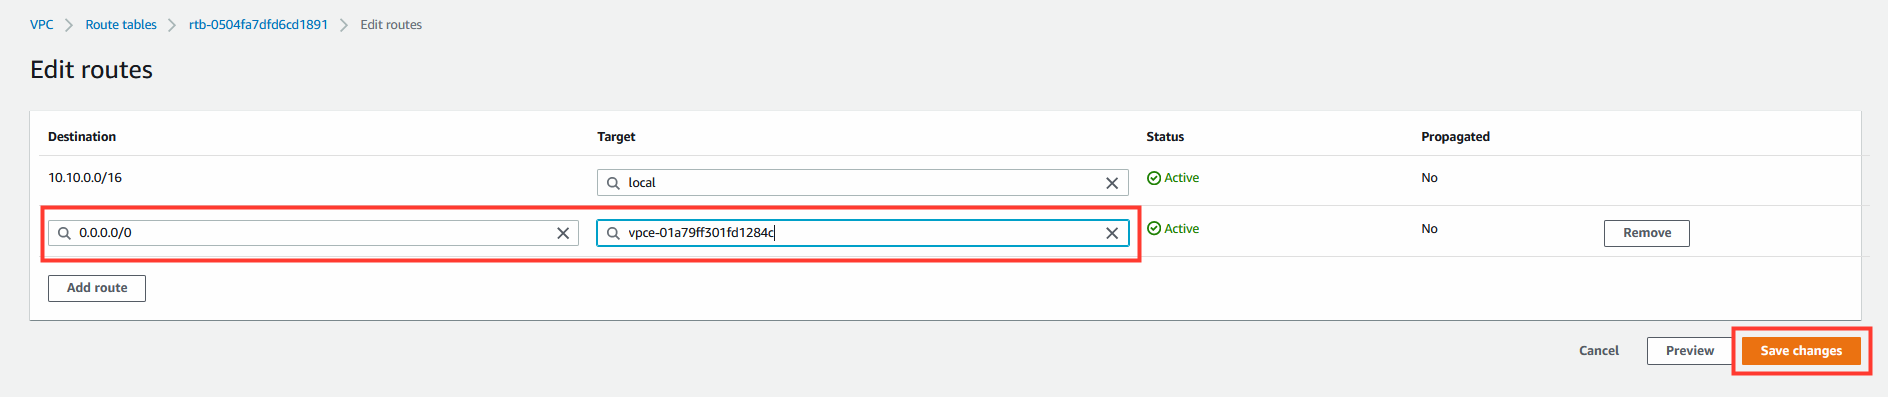 VPC > Route tables > rtb-0504fa7dfd6cd1891 > Edit routes
Edit routes
Destination Target Status Propagated
10.10.0.0/16 local Active No
0.0.0.0/0 vpce-01a79ff301fd1284c Active No Remove
Add route
Cancel Preview Save changes